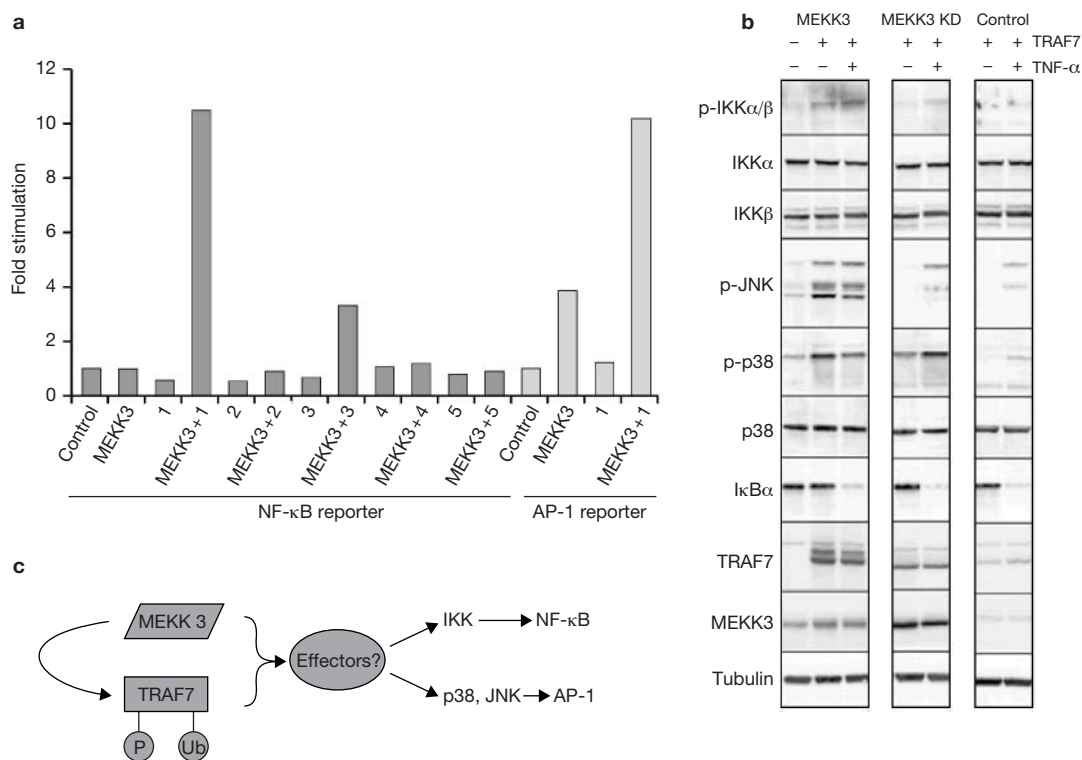 a
12
10
8
6
4
2
0
Fold stimulation
Control
MEKK3
1
MEKK3+1
2
MEKK3+2
3
MEKK3+3
4
MEKK3+4
5
MEKK3+5
Control
MEKK3
1
MEKK3+1
NF-κB reporter
AP-1 reporter
b
MEKK3 MEKK3 KD Control
– + + + + + + TRAF7
– – + – + – + TNF-α
p-IKKα/β
IKKα
IKKβ
p-JNK
p-p38
p38
IκBα
TRAF7
MEKK3
Tubulin
c
MEKK 3
TRAF7
P
Ub
Effectors?
IKK NF-κB
p38, JNK AP-1